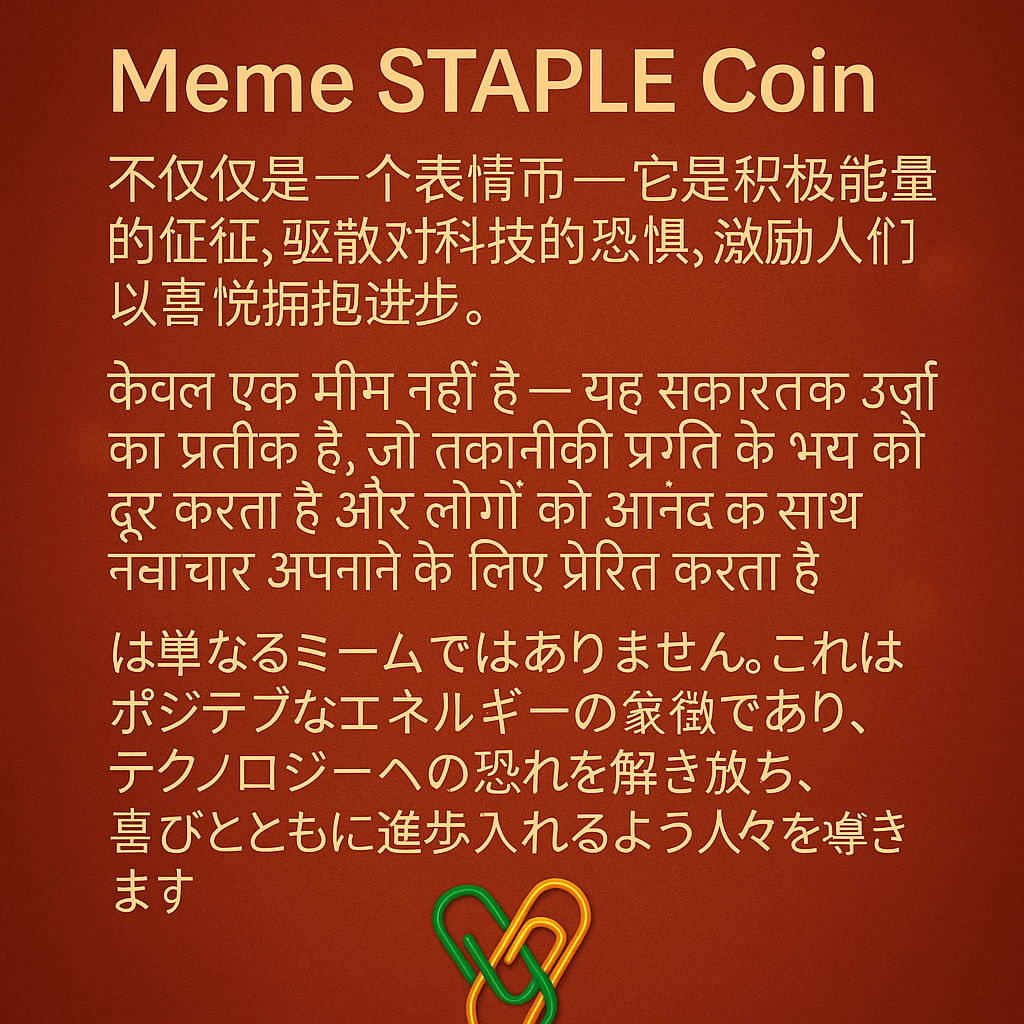 Meme STAPLE Coin
不仅仅是一个表情币—它是积极能量
的征征,驱散对科技的恐惧,激励人们
以喜悦拥抱进步。
केवल एक मीम नहीं है — यह सकारतक उर्जा
का प्रतीक है, जो तकानीकी प्रगति के भय को
दूर करता है और लोगों को आनंद क साथ
नवाचार अपनाने के लिए प्रेरित करता है
は単なるミームではありません。これは
ポジテブなエネルギーの象徴であり、
テクノロジーへの恐れを解き放ち、
喜びとともに進歩入れるよう人々を導き
ます